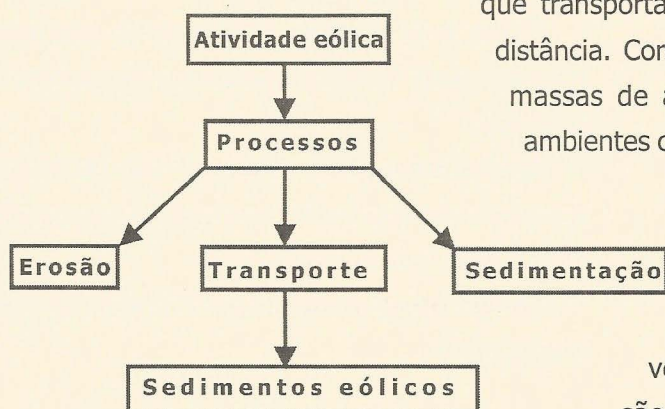 que transporta
distância. Con
massas de a
ambientes d
Atividade eólica
Processos
Erosão
Transporte
Sedimentação
Sedimentos eólicos